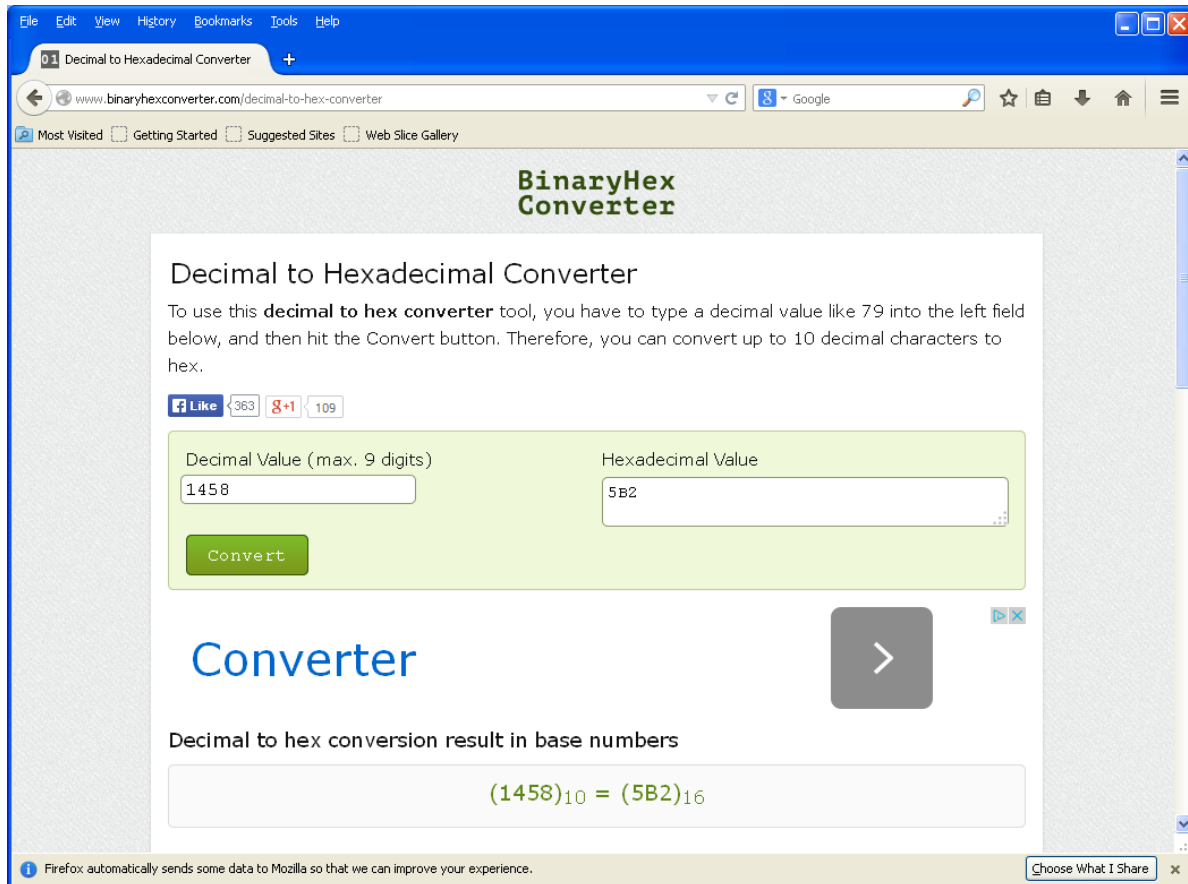 File Edit View History Bookmarks Tools Help
01 Decimal to Hexadecimal Converter +
www.binaryhexconverter.com/decimal-to-hex-converter 8 Google
Most Visited Getting Started Suggested Sites Web Slice Gallery
BinaryHex
Converter
Decimal to Hexadecimal Converter
To use this decimal to hex converter tool, you have to type a decimal value like 79 into the left field
below, and then hit the Convert button. Therefore, you can convert up to 10 decimal characters to
hex.
f Like 363 g+1 109
Decimal Value (max. 9 digits) Hexadecimal Value
1458 5B2
Convert
Converter
Decimal to hex conversion result in base numbers
(1458)10 = (5B2)16
Firefox automatically sends some data to Mozilla so that we can improve your experience. Choose What I Share